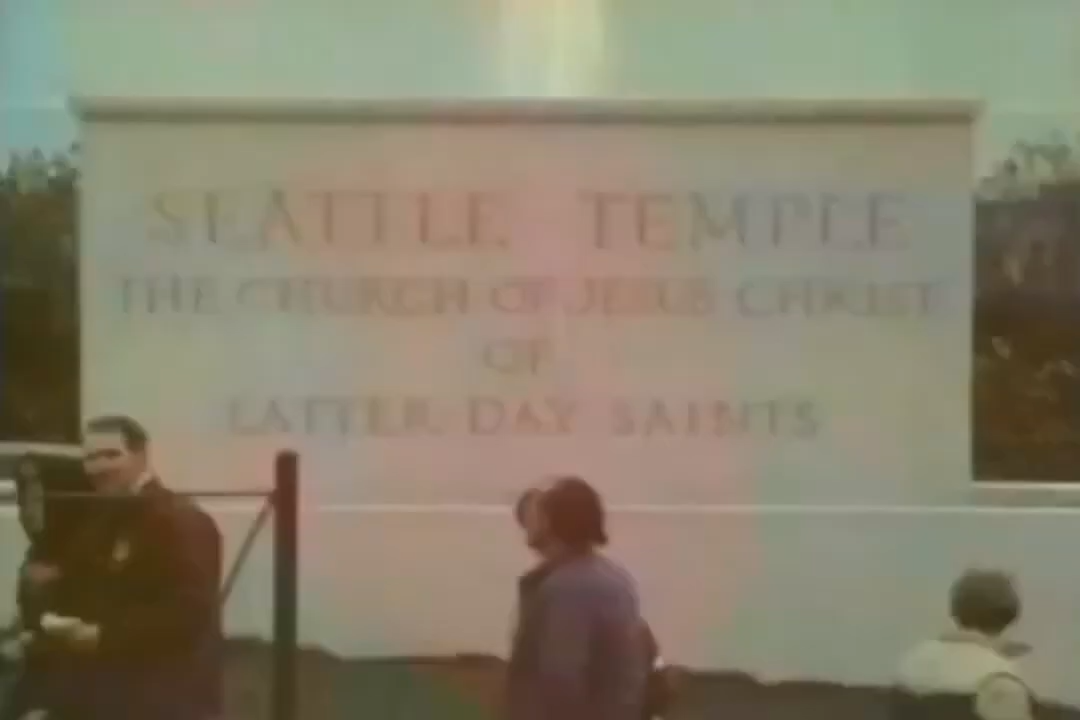 SEATTLE TEMPLE
THE CHURCH OF JESUS CHRIST
OF
LATTER DAY SAINTS